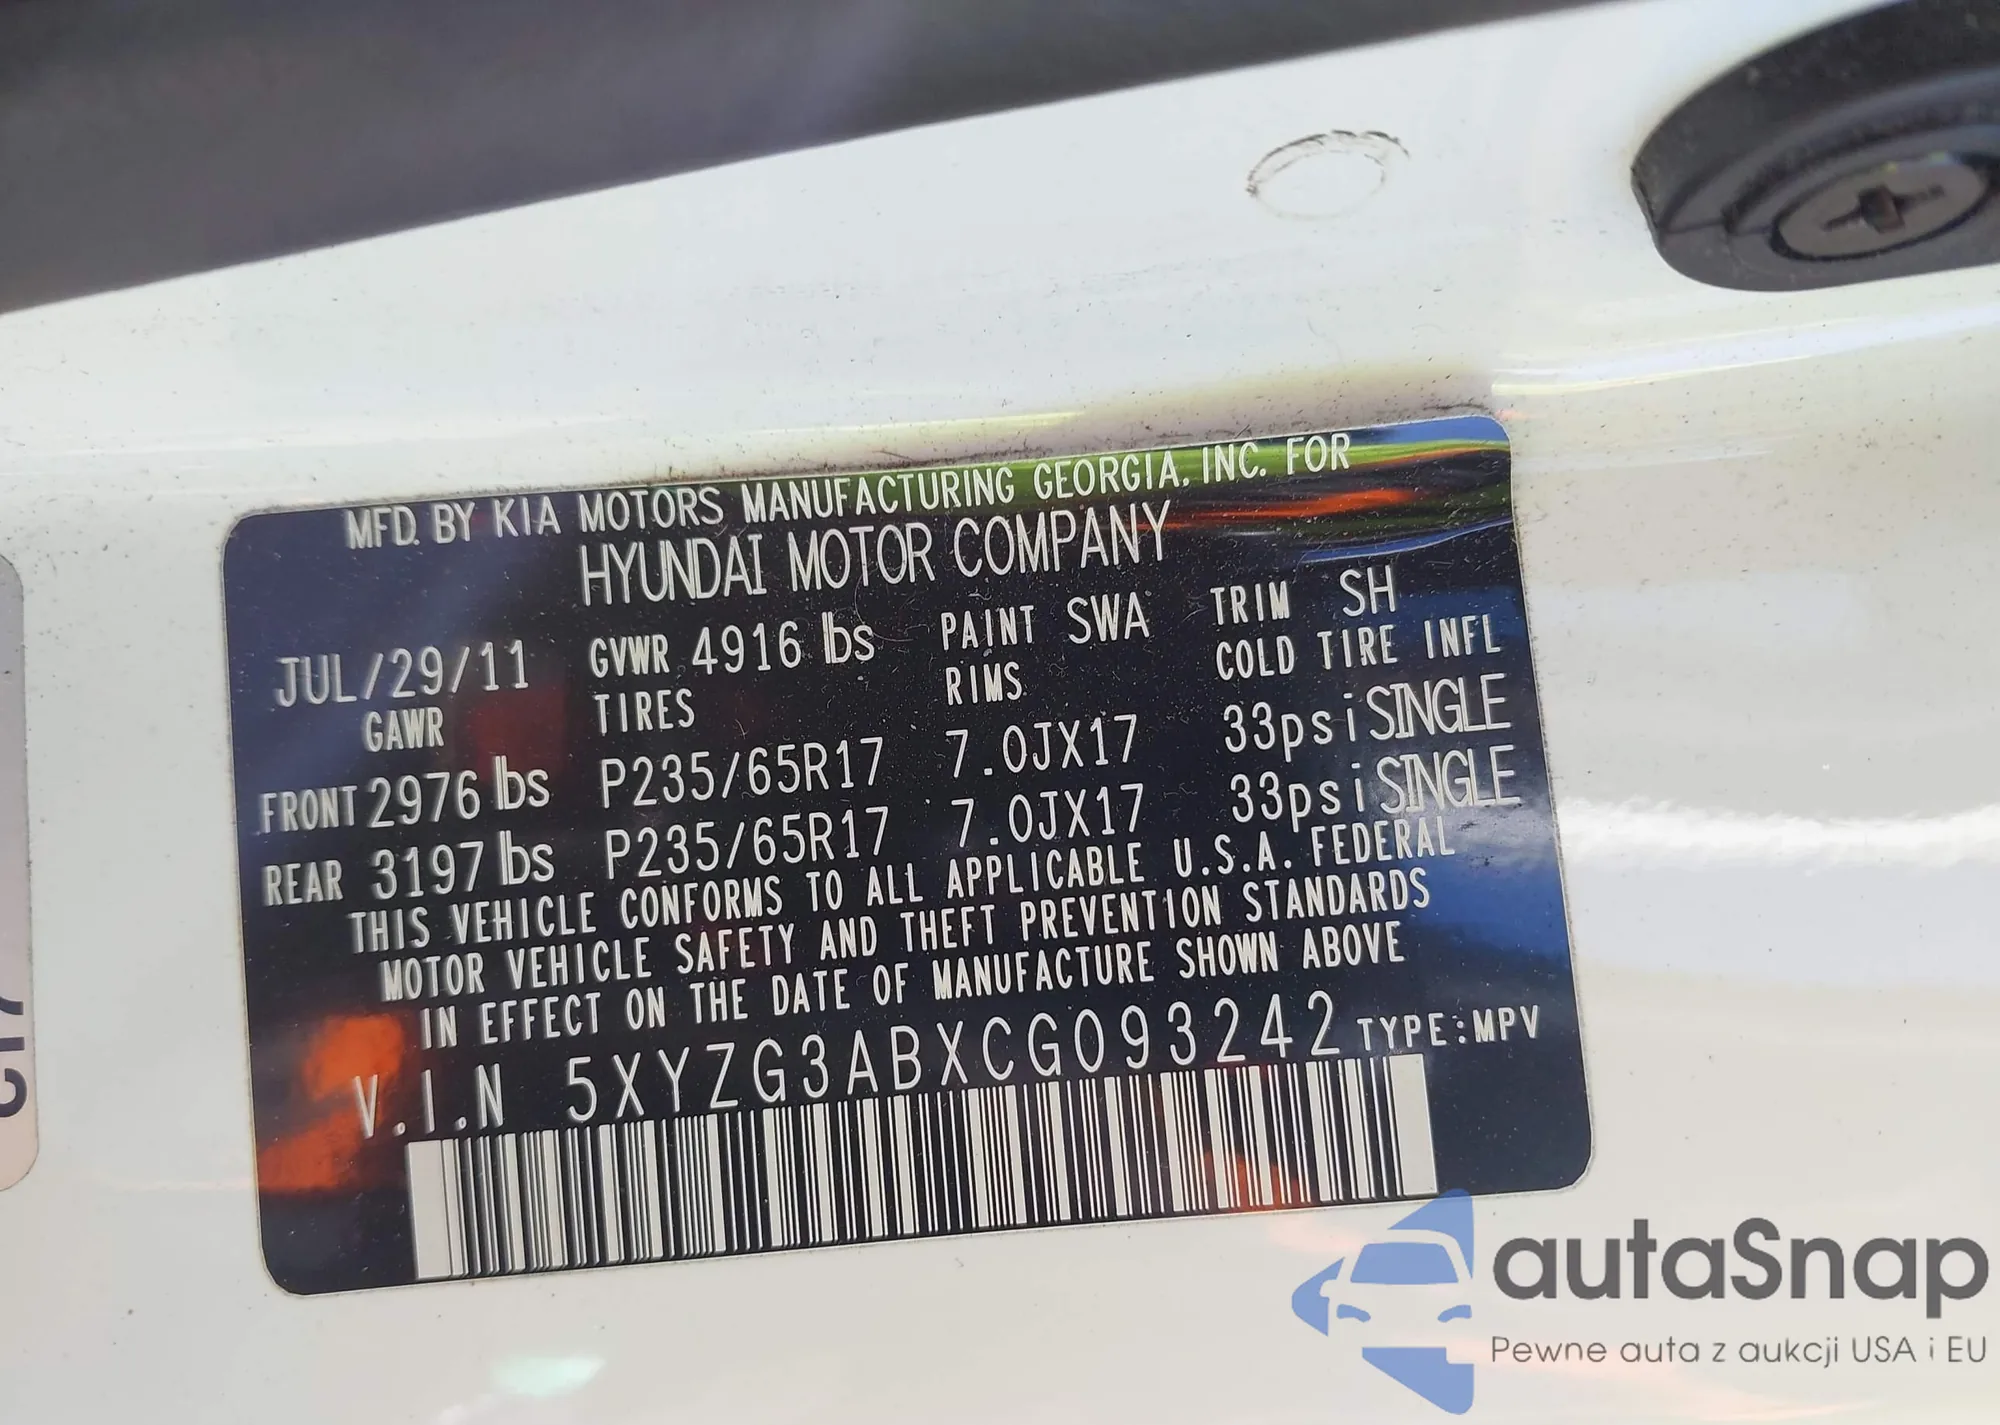 MFD. BY KIA MOTORS MANUFACTURING GEORGIA, INC. FOR
HYUNDAI MOTOR COMPANY
JUL/29/11 GVWR 4916 lbs PAINT SWA TRIM SH
GAWR TIRES RIMS COLD TIRE INFL
FRONT 2976 lbs P235/65R17 7.0JX17 33psi SINGLE
REAR 3197 lbs P235/65R17 7.0JX17 33psi SINGLE
THIS VEHICLE CONFORMS TO ALL APPLICABLE U.S.A. FEDERAL
MOTOR VEHICLE SAFETY AND THEFT PREVENTION STANDARDS
IN EFFECT ON THE DATE OF MANUFACTURE SHOWN ABOVE
V.I.N 5XYZG3ABXCG093242 TYPE:MPV
autaSnap
Pewne auta z aukcji USA i EU